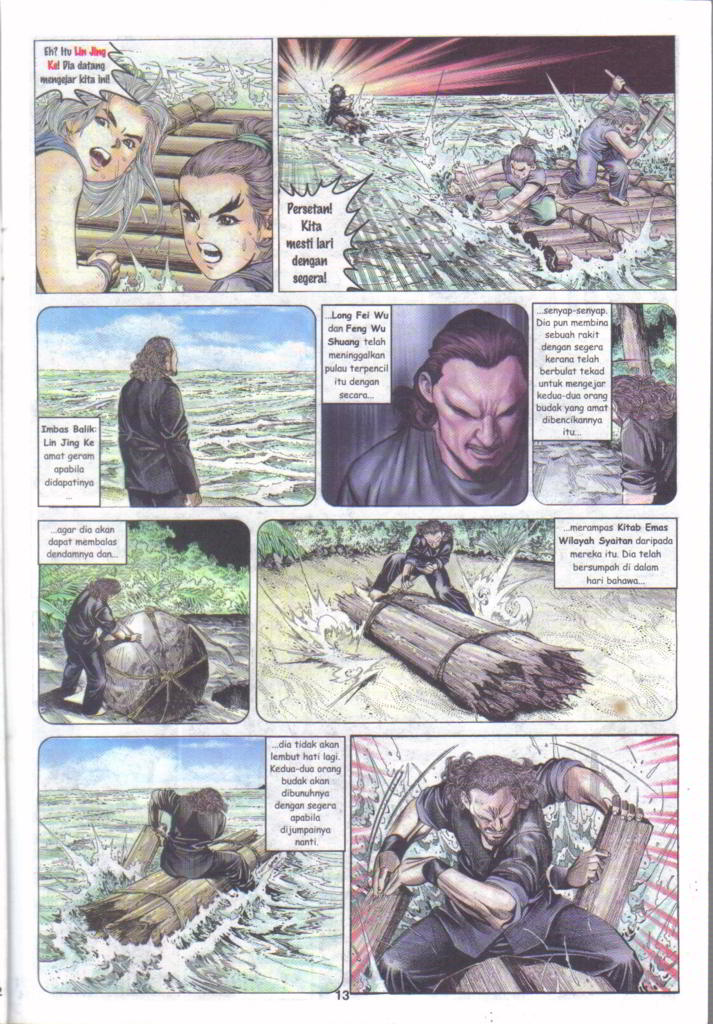 Eh? Itu Lin Jing
Ke! Dia datang
mengejar kita ini!
Persetan!
Kita
mesti lari
dengan
segera!
Imbas Balik:
Lin Jing Ke
amat geram
apabila
didapatinya
...
...Long Fei Wu
dan Feng Wu
Shuang telah
meninggalkan
pulau terpencil
itu dengan
secara...
...senyap-senyap.
Dia pun membina
sebuah rakit
dengan segera
kerana telah
berbulat tekad
untuk mengejar
kedua-dua orang
budak yang amat
dibencikannya
itu...
...agar dia akan
dapat membalas
dendamnya dan...
...merampas Kitab Emas
Wilayah Syaitan daripada
mereka itu. Dia telah
bersumpah di dalam
hari bahawa...
...dia tidak akan
lembut hati lagi.
Kedua-dua orang
budak akan
dibunuhnya
dengan segera
apabila
dijumpainya
nanti.
13